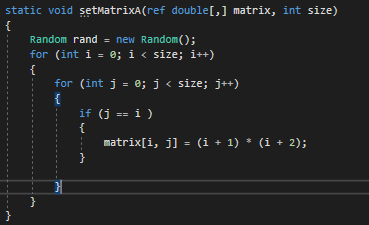 static void setMatrixA(ref double[,] matrix, int size)
{
    Random rand = new Random();
    for (int i = 0; i < size; i++)
    {
        for (int j = 0; j < size; j++)
        {
            if (j == i )
            {
                matrix[i, j] = (i + 1) * (i + 2);
            }
        }
    }
}